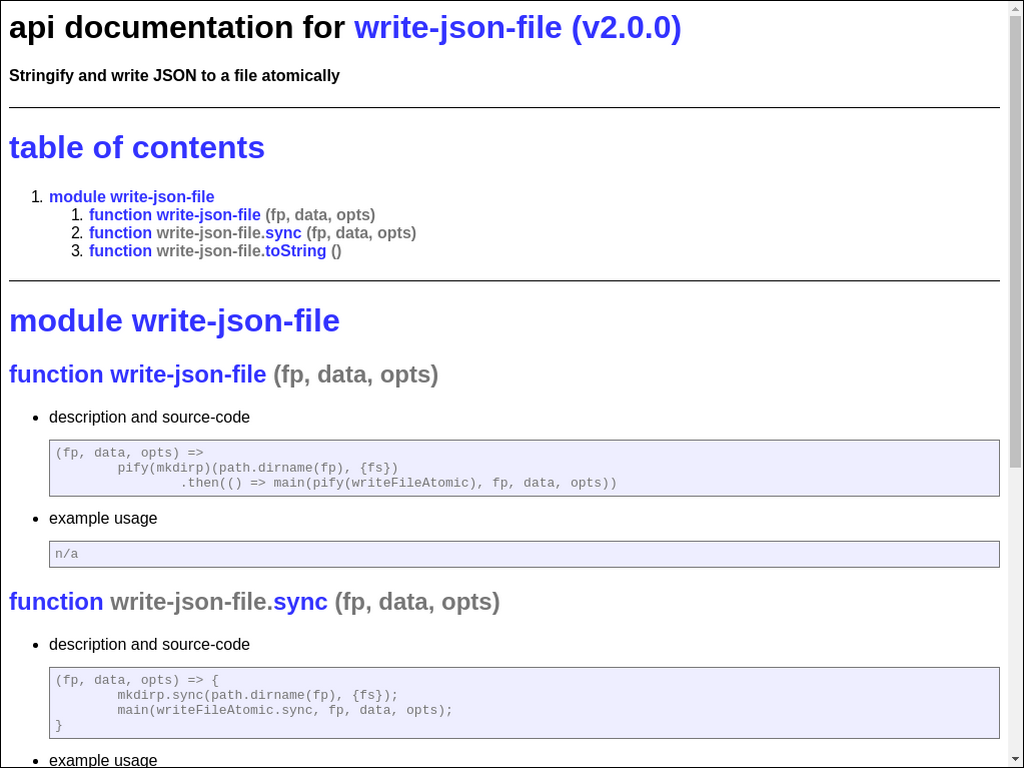 api documentation for write-json-file (v2.0.0)
Stringify and write JSON to a file atomically
table of contents
1. module write-json-file
1. function write-json-file (fp, data, opts)
2. function write-json-file.sync (fp, data, opts)
3. function write-json-file.toString ()
module write-json-file
function write-json-file (fp, data, opts)
• description and source-code
(fp, data, opts) =>
        pify(mkdirp)(path.dirname(fp), {fs})
                .then(() => main(pify(writeFileAtomic), fp, data, opts))
• example usage
n/a
function write-json-file.sync (fp, data, opts)
• description and source-code
(fp, data, opts) => {
        mkdirp.sync(path.dirname(fp), {fs});
        main(writeFileAtomic.sync, fp, data, opts);
}
• example usage